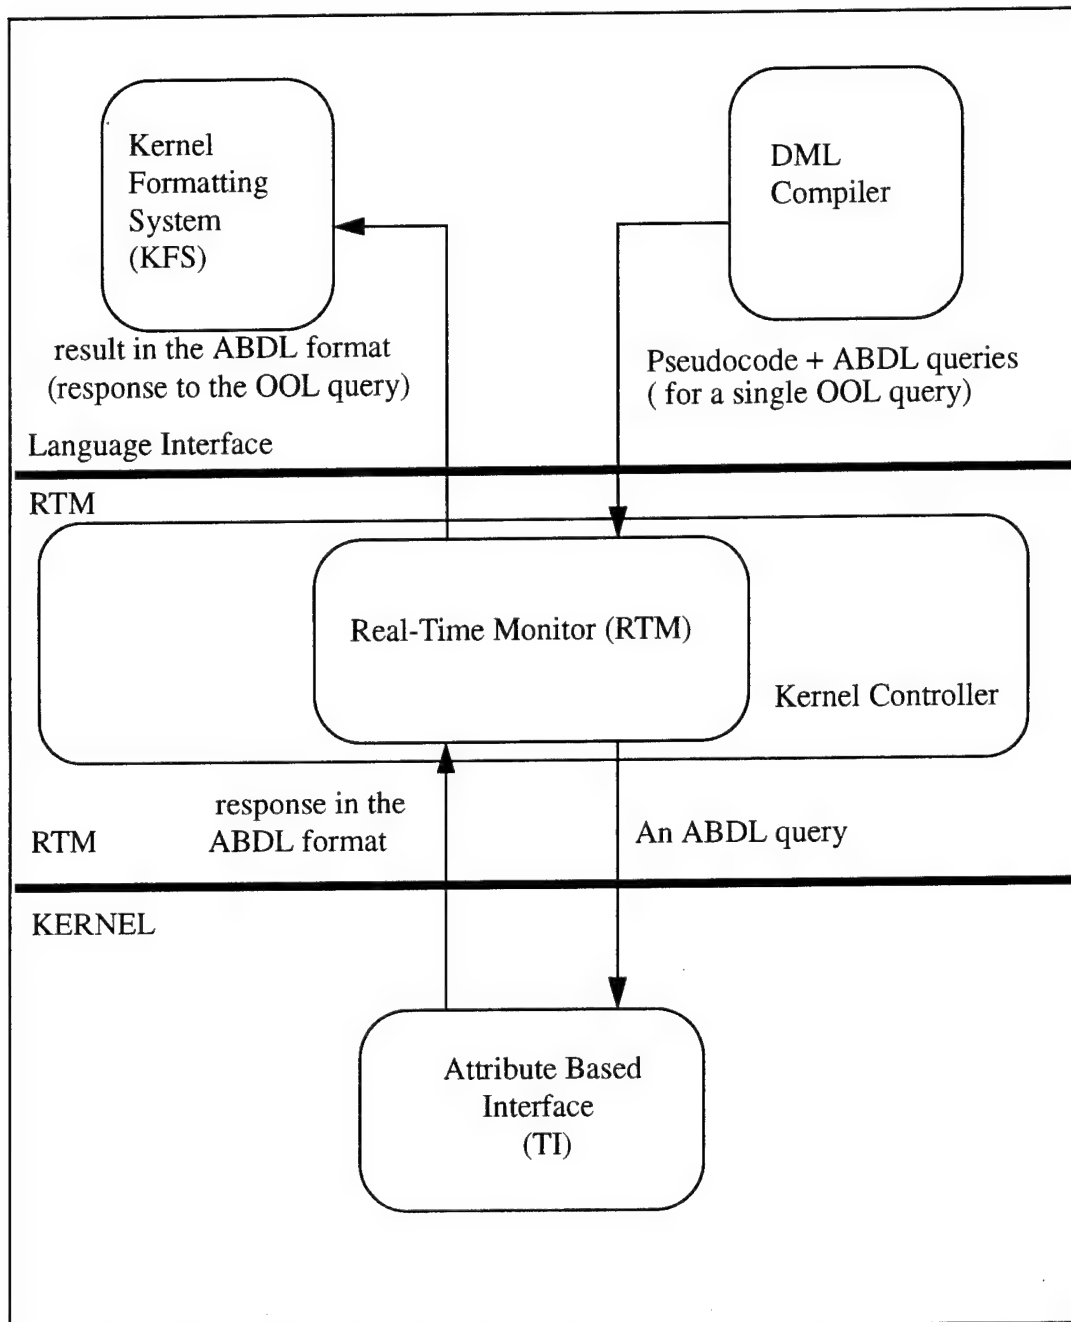 Kernel
Formatting
System
(KFS)
DML
Compiler
result in the ABDL format
(response to the OOL query)
Pseudocode + ABDL queries
( for a single OOL query)
Language Interface
RTM
Real-Time Monitor (RTM)
Kernel Controller
response in the
ABDL format
An ABDL query
RTM
KERNEL
Attribute Based
Interface
(TI)